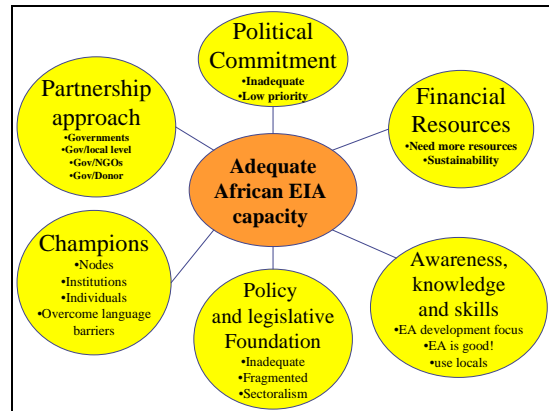 Political
Commitment
•Inadequate
•Low priority
Partnership
approach
•Governments
•Gov/local level
•Gov/NGOs
•Gov/Donor
Financial
Resources
•Need more resources
•Sustainability
Adequate
African EIA
capacity
Champions
•Nodes
•Institutions
•Individuals
•Overcome language
barriers
Policy
and legislative
Foundation
•Inadequate
•Fragmented
•Sectoralism
Awareness,
knowledge
and skills
•EA development focus
•EA is good!
•use locals